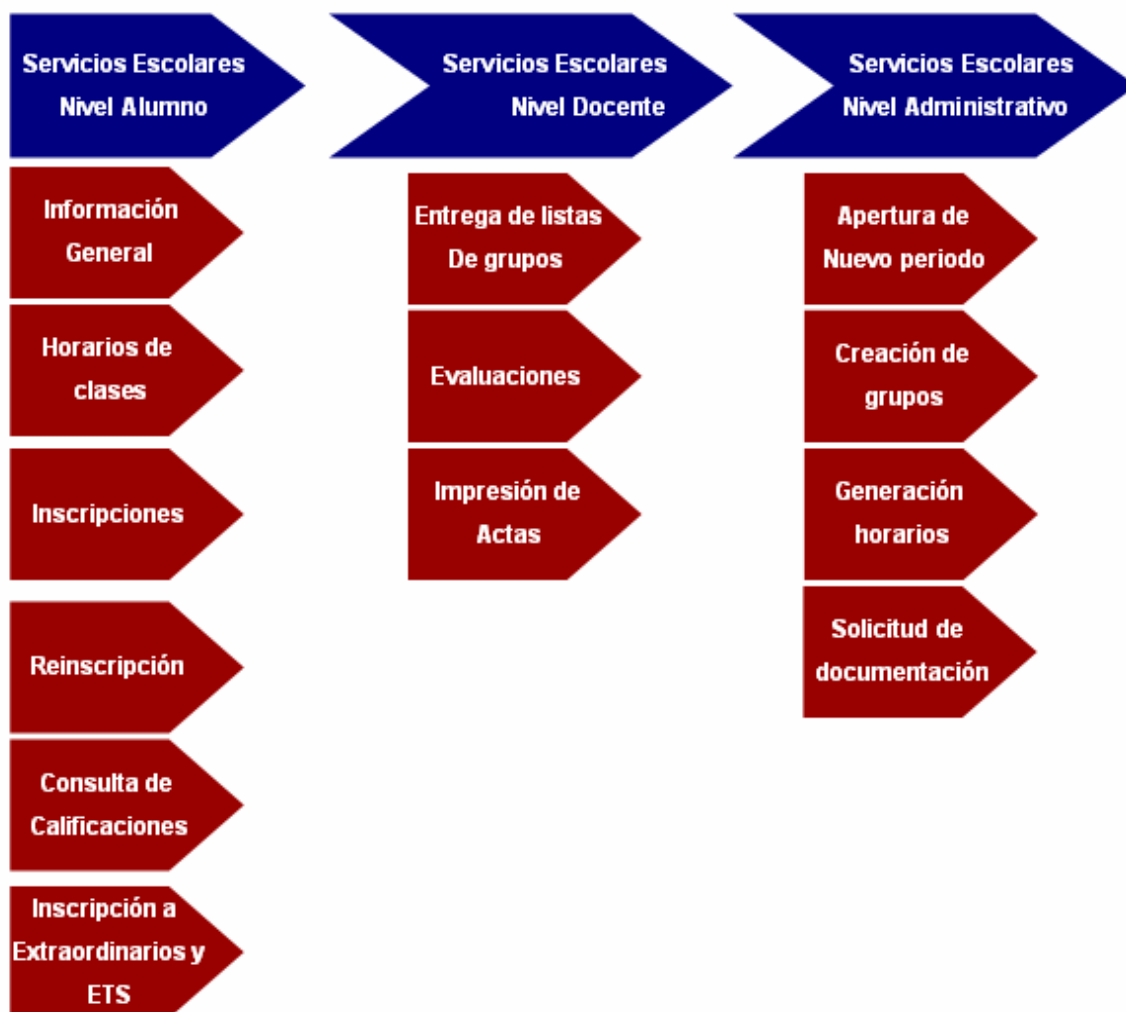 Servicios Escolares
Nivel Alumno
Información
General
Horarios de
clases
Inscripciones
Reinscripción
Consulta de
Calificaciones
Inscripción a
Extraordinarios y
ETS
Servicios Escolares
Nivel Docente
Entrega de listas
De grupos
Evaluaciones
Impresión de
Actas
Servicios Escolares
Nivel Administrativo
Apertura de
Nuevo periodo
Creación de
grupos
Generación
horarios
Solicitud de
documentación